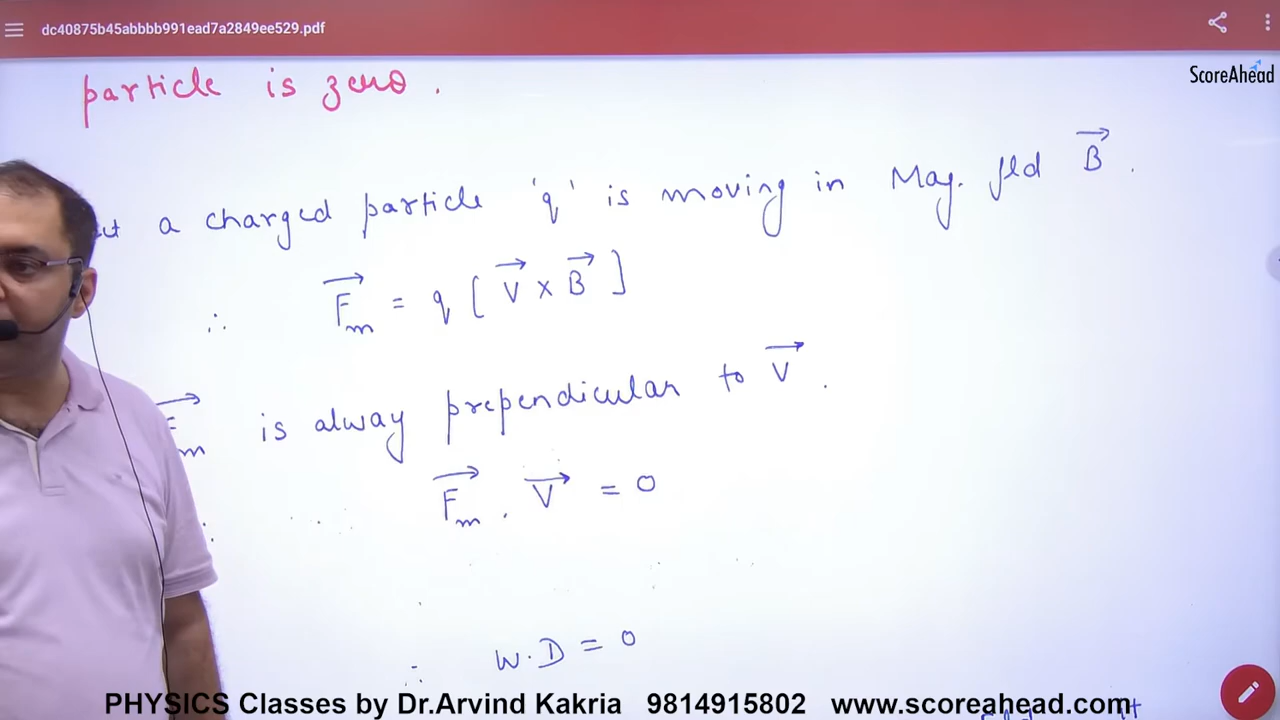 dc40875b45abbbb991ead7a2849ee529.pdf
ScoreAhead
particle is zero.
a charged particle 'q' is moving in Mag. fld B⃗.
∴ F⃗m = q [ V⃗ × B⃗ ]
m is alway prependicular to V⃗.
F⃗m . V⃗ = 0
∴ W.D = 0
PHYSICS Classes by Dr.Arvind Kakria 9814915802 www.scoreahead.com